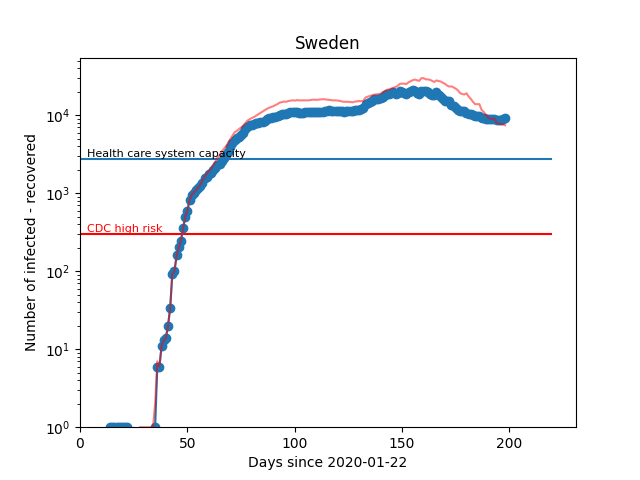 Sweden
Number of infected - recovered
10^4
10^3
10^2
10^1
10^0
Health care system capacity
CDC high risk
0 50 100 150 200
Days since 2020-01-22